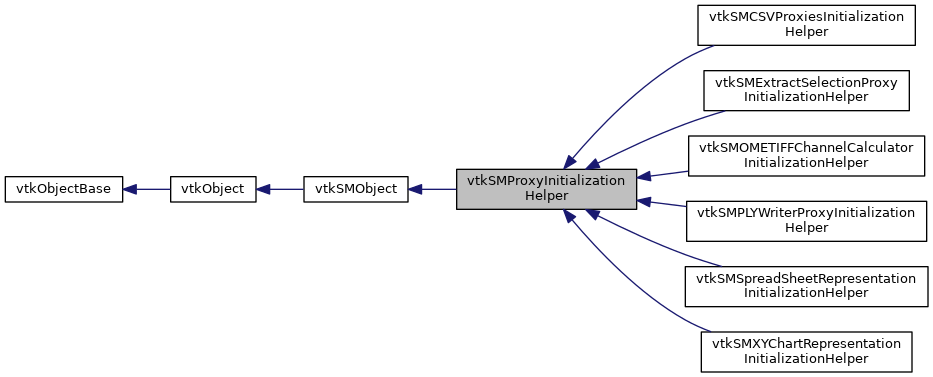 vtkObjectBase
vtkObject
vtkSMObject
vtkSMProxyInitialization
Helper
vtkSMCSVProxiesInitialization
Helper
vtkSMExtractSelectionProxy
InitializationHelper
vtkSMOMETIFFChannelCalculator
InitializationHelper
vtkSMPLYWriterProxyInitialization
Helper
vtkSMSpreadSheetRepresentation
InitializationHelper
vtkSMXYChartRepresentation
InitializationHelper